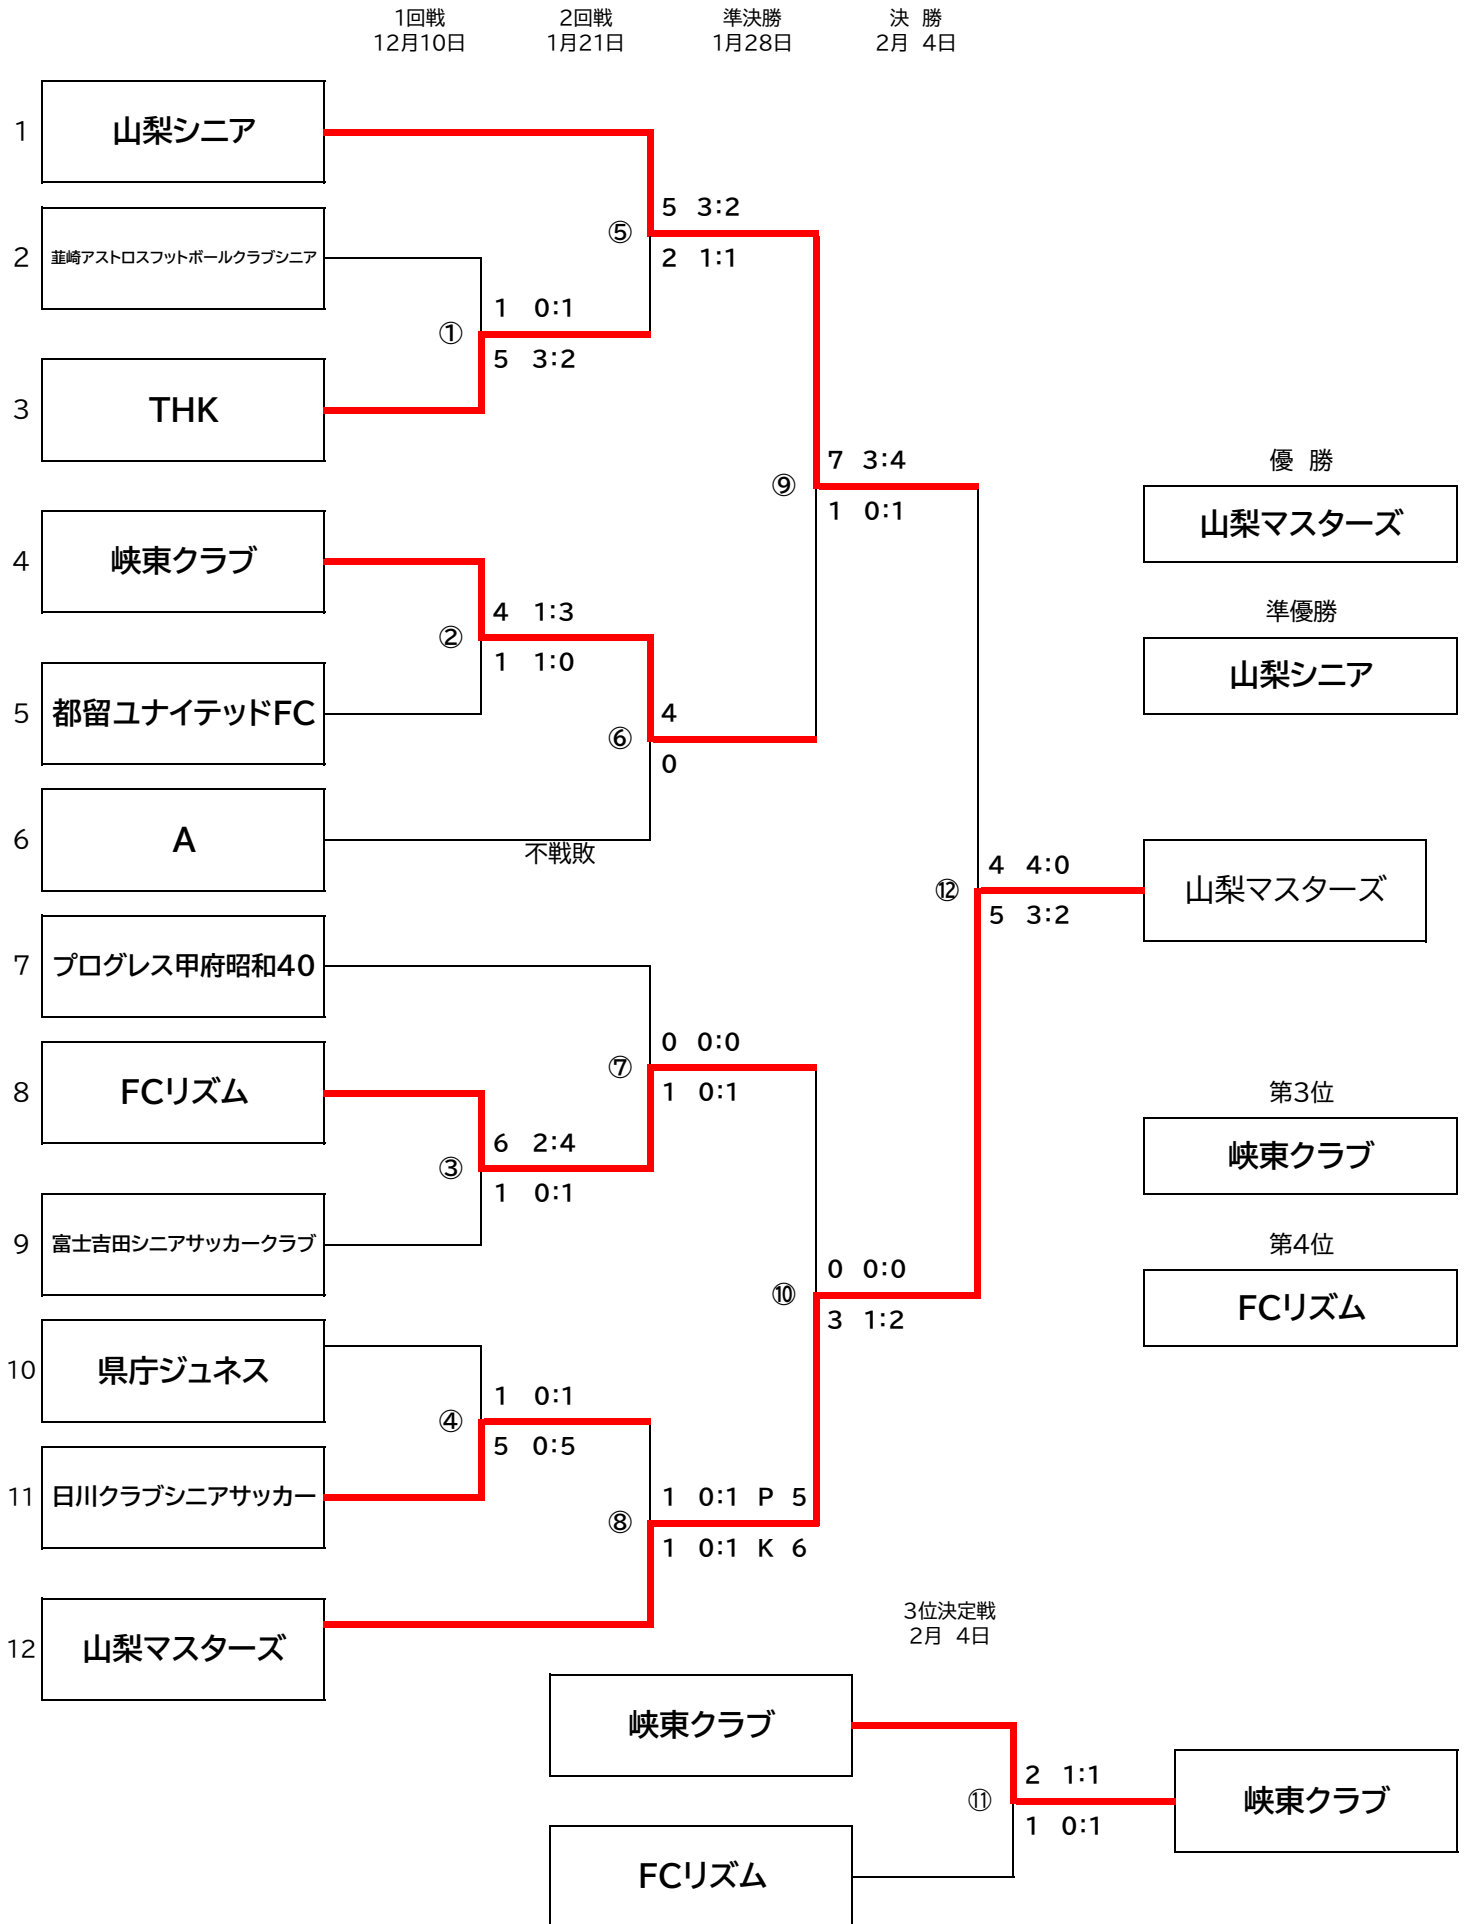 1回戦 2回戦 準決勝 決 勝
12月10日 1月21日 1月28日 2月 4日
1 山梨シニア
5 3:2
⑤
2 韮崎アストロスフットボールクラブシニア
2 1:1
1 0:1
①
5 3:2
3 THK
7 3:4
優 勝
⑨
1 0:1
山梨マスターズ
4 峡東クラブ
4 1:3
準優勝
②
1 1:0
山梨シニア
5 都留ユナイテッドFC
4
⑥
0
6 A
不戦敗
4 4:0
⑫
山梨マスターズ
5 3:2
7 プログレス甲府昭和40
0 0:0
⑦
8 FCリズム
1 0:1
第3位
6 2:4
峡東クラブ
③
1 0:1
9 富士吉田シニアサッカークラブ
第4位
0 0:0
⑩
FCリズム
3 1:2
10 県庁ジュネス
1 0:1
④
5 0:5
11 日川クラブシニアサッカー
1 0:1 P 5
⑧
1 0:1 K 6
3位決定戦
2月 4日
12 山梨マスターズ
峡東クラブ
2 1:1
⑪
峡東クラブ
1 0:1
FCリズム